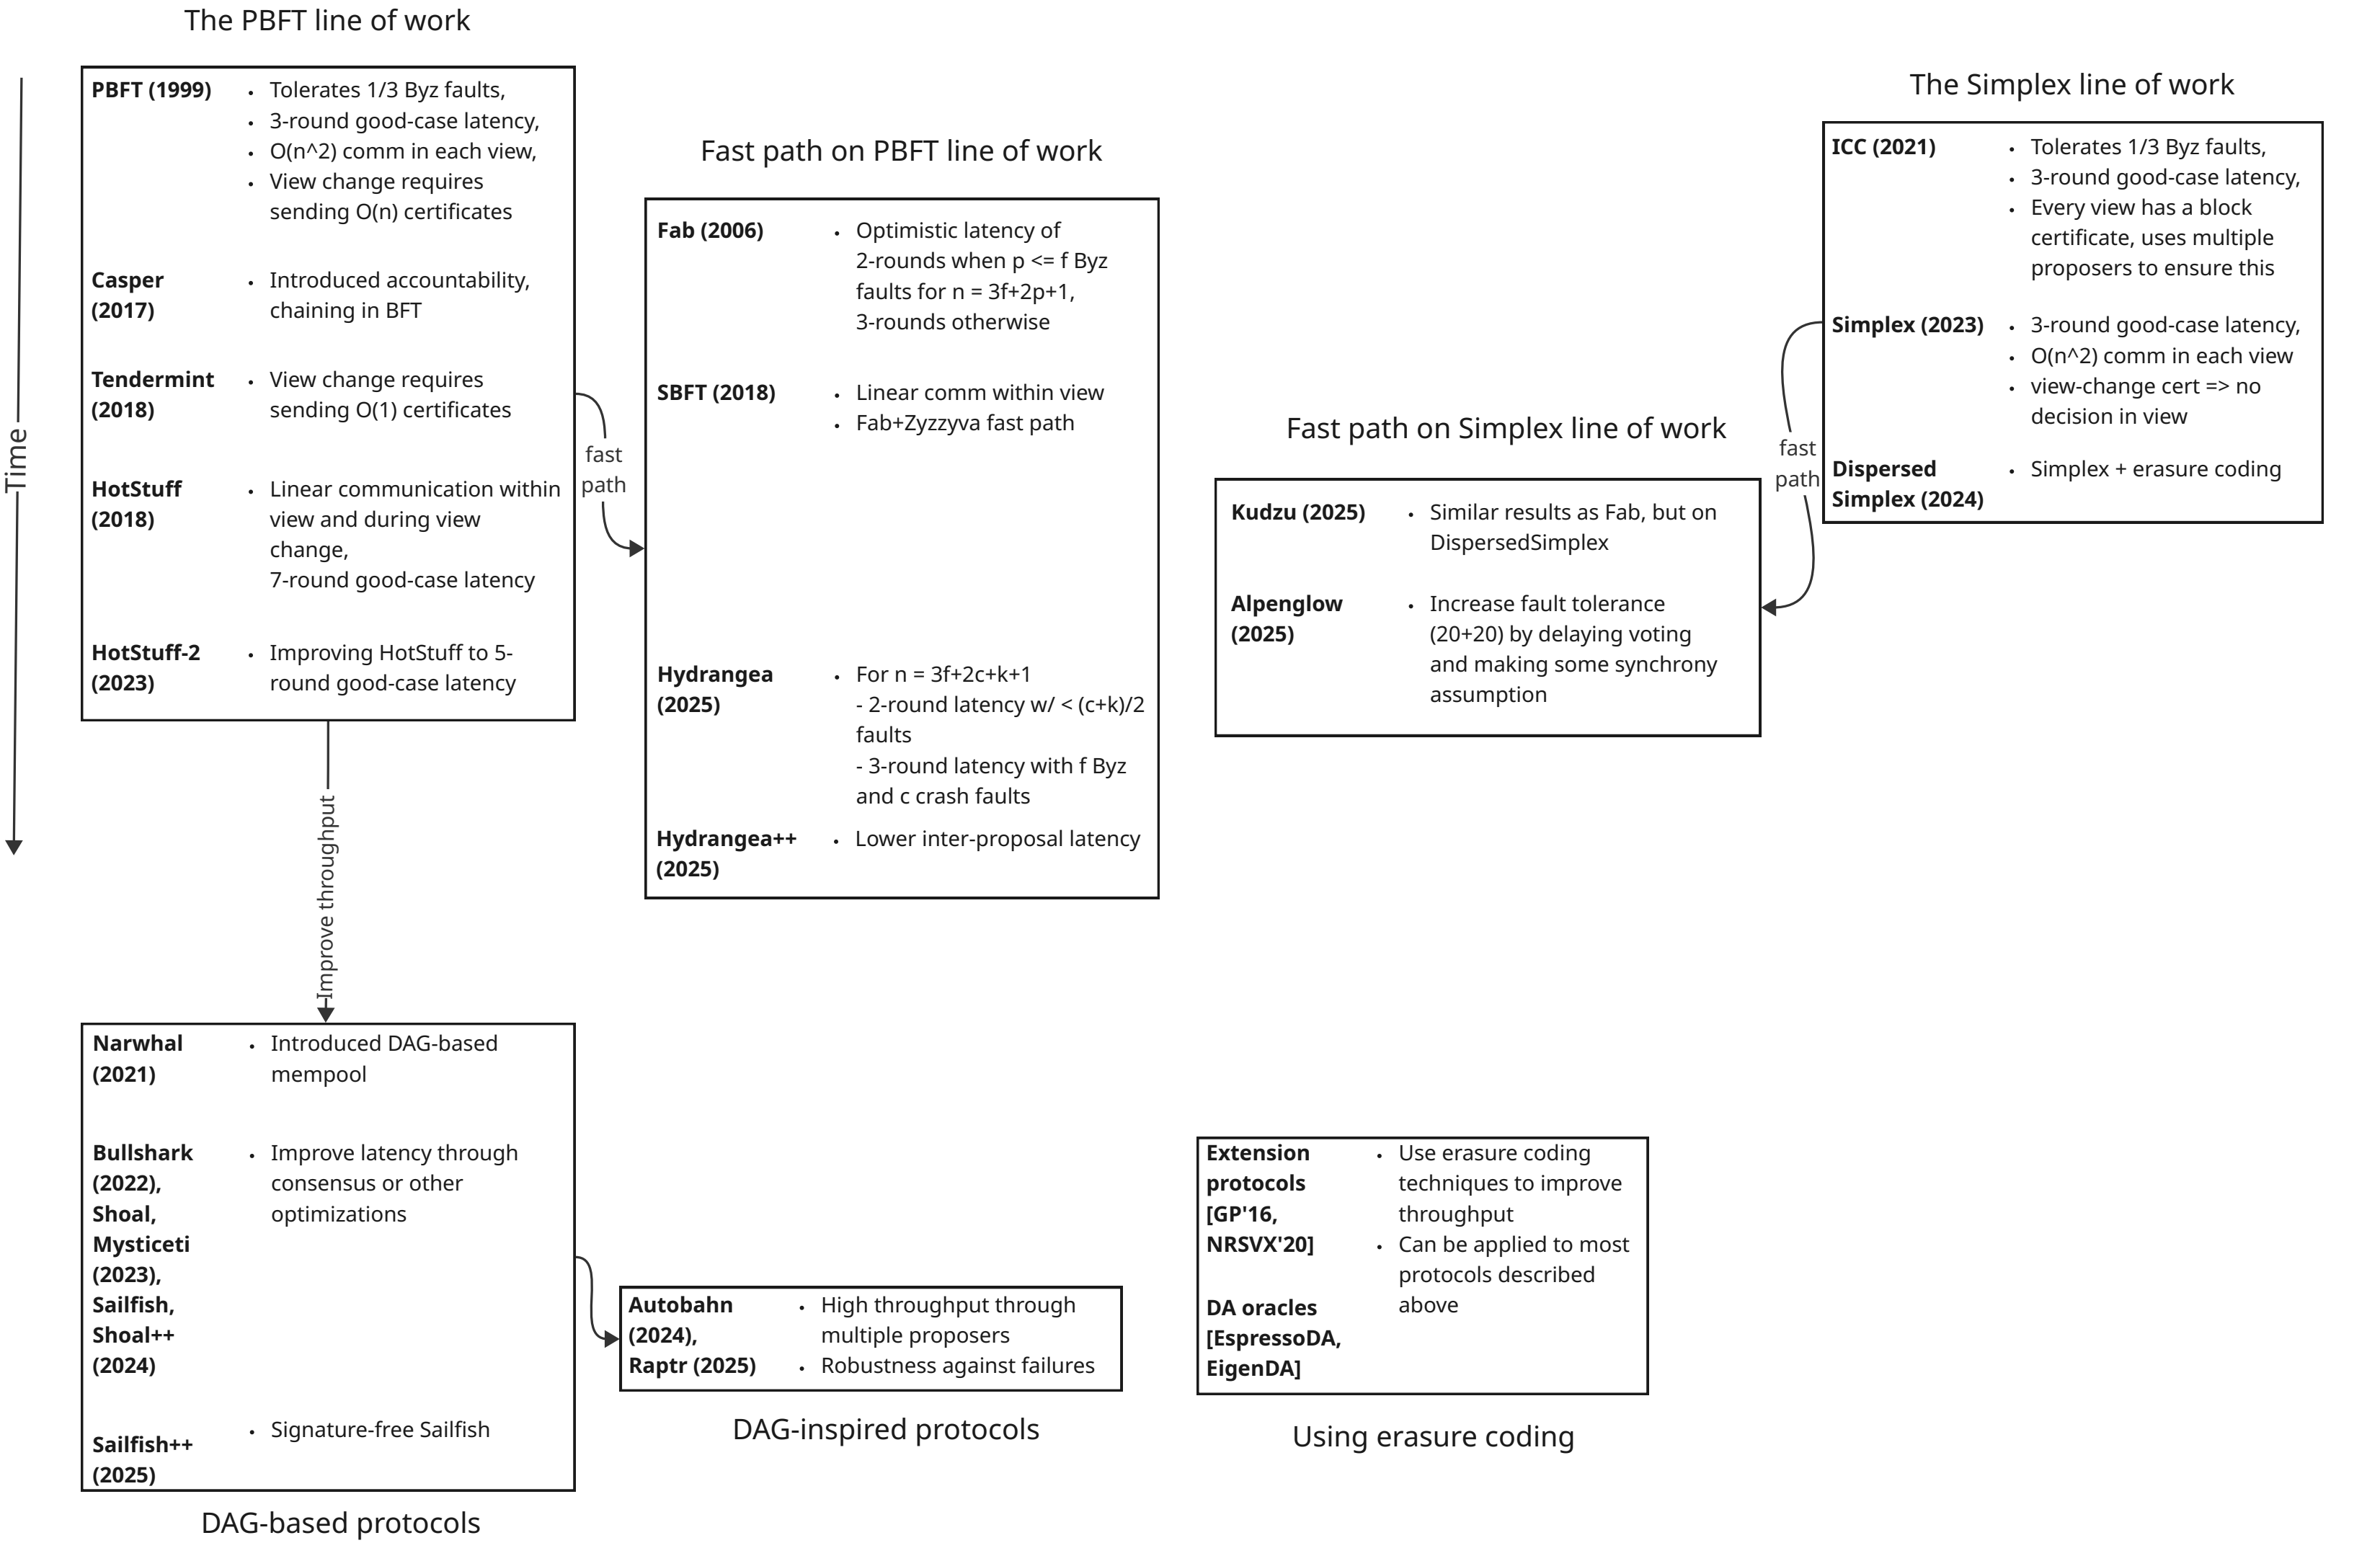 The PBFT line of work
PBFT (1999)
• Tolerates 1/3 Byz faults,
• 3-round good-case latency,
• O(n^2) comm in each view,
• View change requires
sending O(n) certificates
Casper
(2017)
• Introduced accountability,
chaining in BFT
Tendermint
(2018)
• View change requires
sending O(1) certificates
HotStuff
(2018)
• Linear communication within
view and during view
change,
7-round good-case latency
HotStuff-2
(2023)
• Improving HotStuff to 5-
round good-case latency
Time
fast
path
Fast path on PBFT line of work
Fab (2006)
• Optimistic latency of
2-rounds when p <= f Byz
faults for n = 3f+2p+1,
3-rounds otherwise
SBFT (2018)
• Linear comm within view
• Fab+Zyzzyva fast path
Hydrangea
(2025)
• For n = 3f+2c+k+1
- 2-round latency w/ < (c+k)/2
faults
- 3-round latency with f Byz
and c crash faults
Hydrangea++
(2025)
• Lower inter-proposal latency
Fast path on Simplex line of work
Kudzu (2025)
• Similar results as Fab, but on
DispersedSimplex
Alpenglow
(2025)
• Increase fault tolerance
(20+20) by delaying voting
and making some synchrony
assumption
fast
path
The Simplex line of work
ICC (2021)
• Tolerates 1/3 Byz faults,
• 3-round good-case latency,
• Every view has a block
certificate, uses multiple
proposers to ensure this
Simplex (2023)
• 3-round good-case latency,
• O(n^2) comm in each view
• view-change cert => no
decision in view
Dispersed
Simplex (2024)
• Simplex + erasure coding
Improve throughput
Narwhal
(2021)
• Introduced DAG-based
mempool
Bullshark
(2022),
Shoal,
Mysticeti
(2023),
Sailfish,
Shoal++
(2024)
• Improve latency through
consensus or other
optimizations
Sailfish++
(2025)
• Signature-free Sailfish
DAG-based protocols
Autobahn
(2024),
Raptr (2025)
• High throughput through
multiple proposers
• Robustness against failures
DAG-inspired protocols
Extension
protocols
[GP'16,
NRSVX'20]
DA oracles
[EspressoDA,
EigenDA]
• Use erasure coding
techniques to improve
throughput
• Can be applied to most
protocols described
above
Using erasure coding